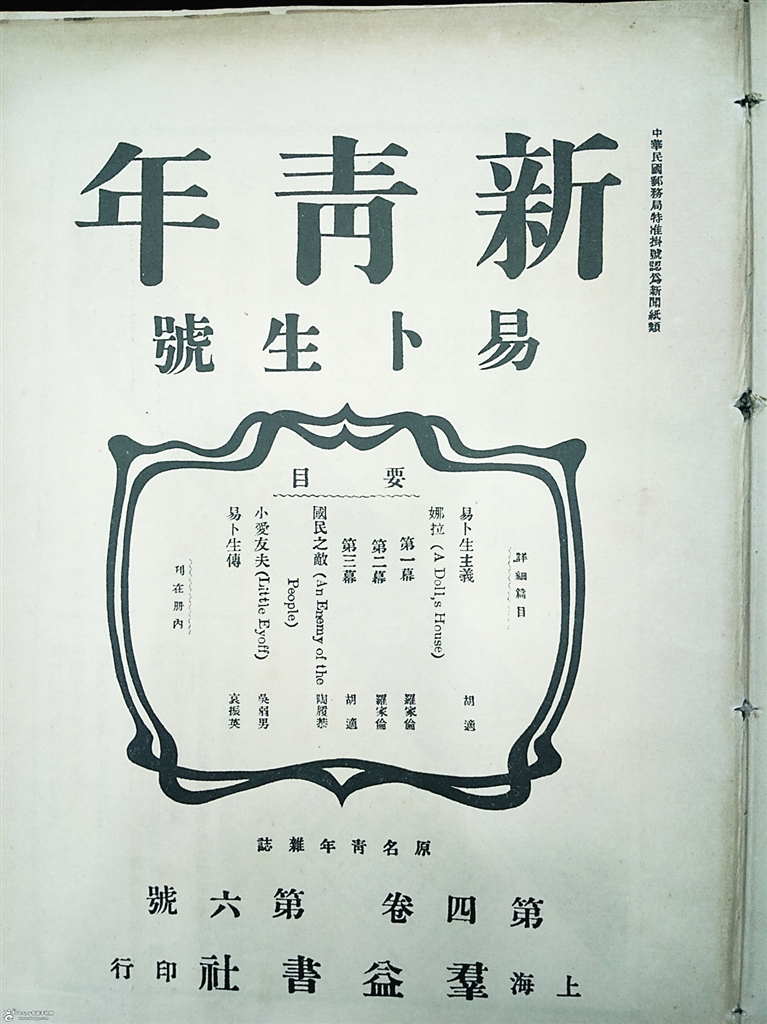 中華民國郵務局特准掛號認爲新聞紙類
新青年
易卜生號
要目
詳細篇目
易卜生主義 胡適
娜拉 (A Doll,s House)
第一幕 羅家倫
第二幕 羅家倫
第三幕 胡適
國民之敵 (An Enemy of the 陶履恭
People)
小愛友夫 (Little Eyoff) 吳弱男
易卜生傳 袁振英
刊在册內
原名青年雜誌
第四卷 第六號
上海羣益書社印行